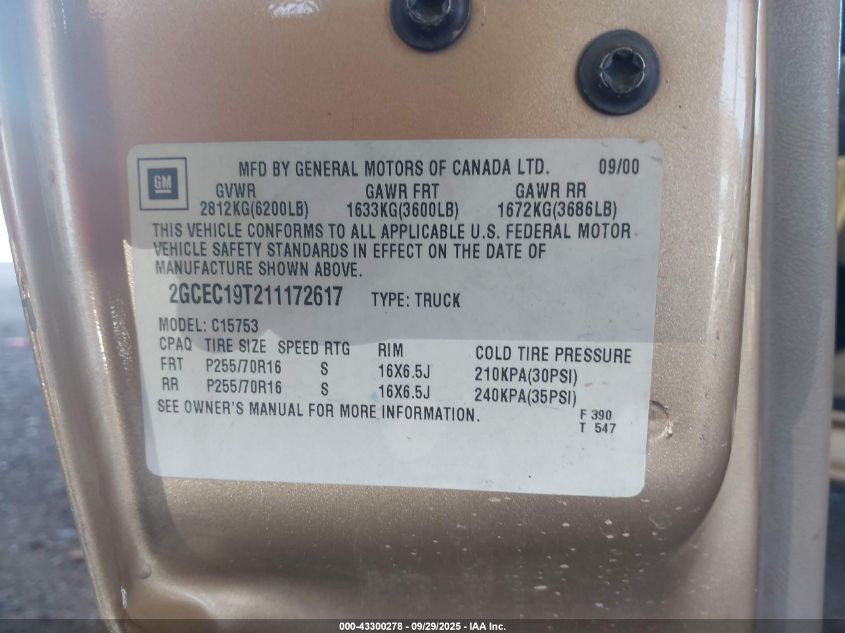 GM
MFD BY GENERAL MOTORS OF CANADA LTD. 09/00
GVWR GAWR FRT GAWR RR
2812KG(6200LB) 1633KG(3600LB) 1672KG(3686LB)
THIS VEHICLE CONFORMS TO ALL APPLICABLE U.S. FEDERAL MOTOR
VEHICLE SAFETY STANDARDS IN EFFECT ON THE DATE OF
MANUFACTURE SHOWN ABOVE.
2GCEC19T211172617 TYPE: TRUCK
MODEL: C15753
CPAQ TIRE SIZE SPEED RTG RIM COLD TIRE PRESSURE
FRT P255/70R16 S 16X6.5J 210KPA(30PSI)
RR P255/70R16 S 16X6.5J 240KPA(35PSI)
SEE OWNER'S MANUAL FOR MORE INFORMATION. F 390
T 547
000-43300278 - 09/29/2025 - IAA Inc.